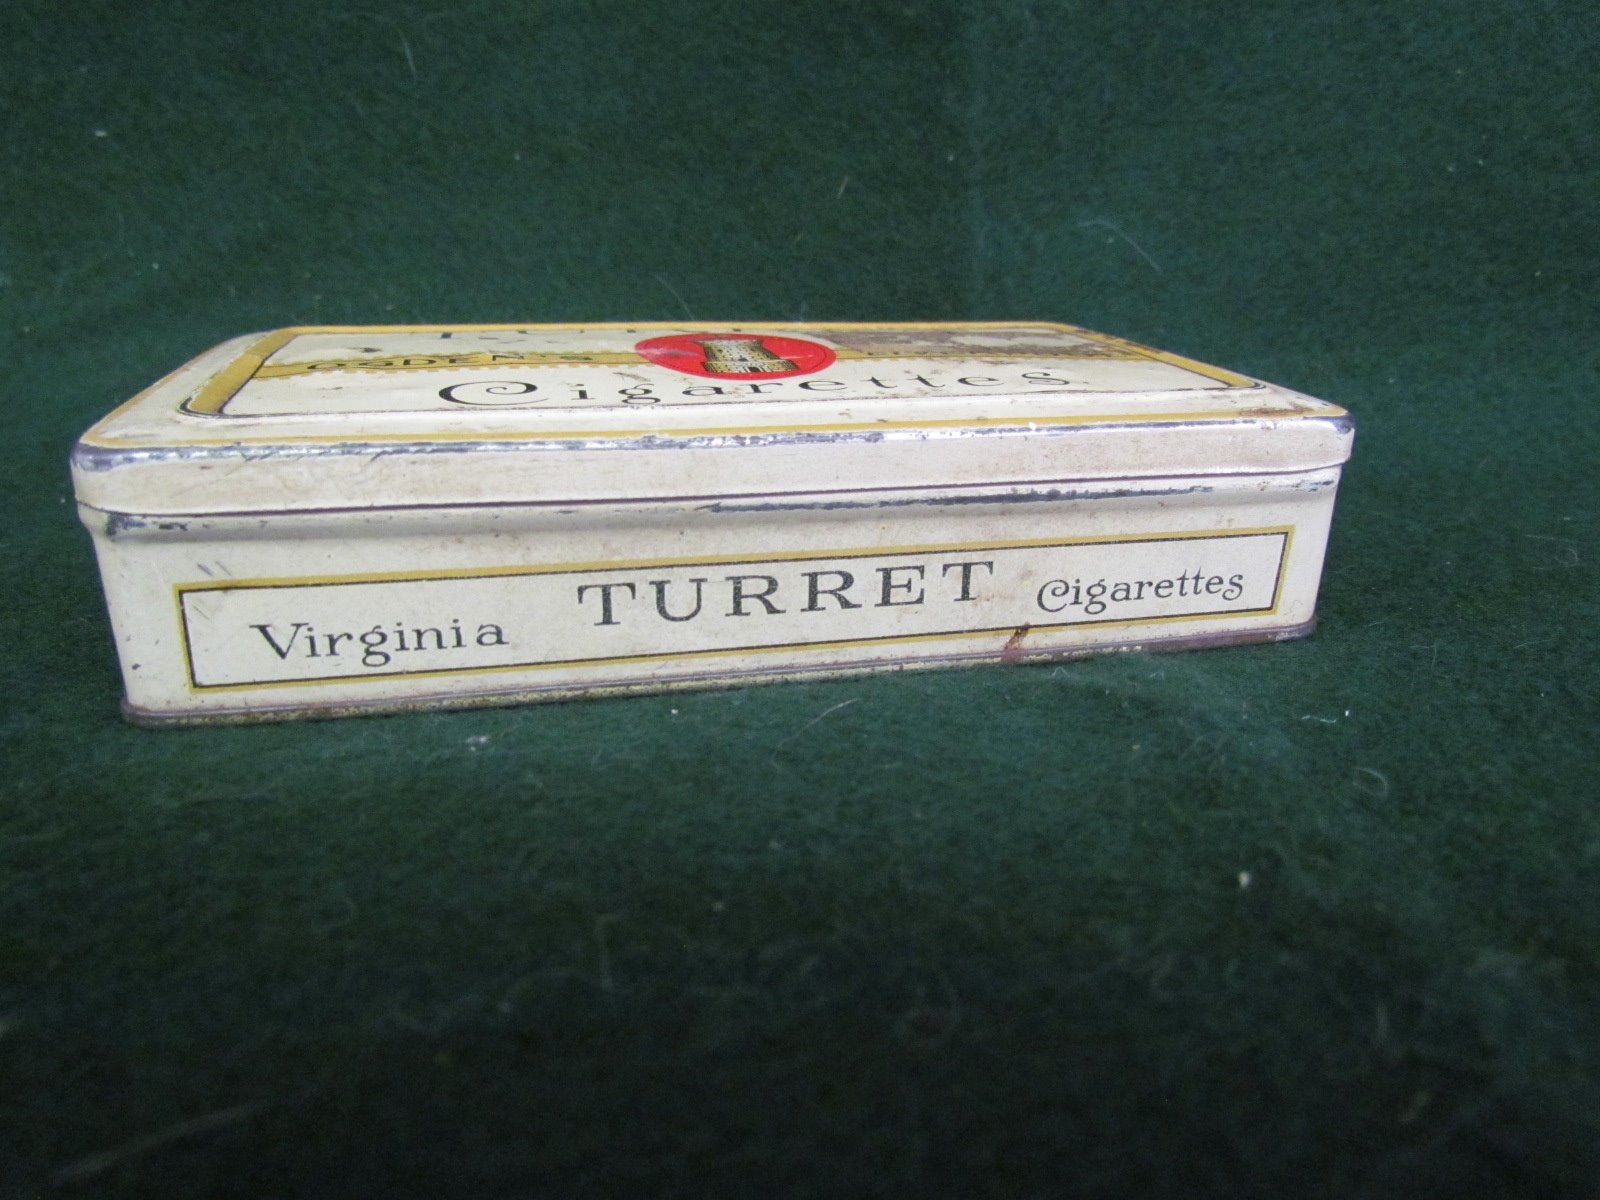 OGDEN'S
Cigarettes
Virginia TURRET Cigarettes